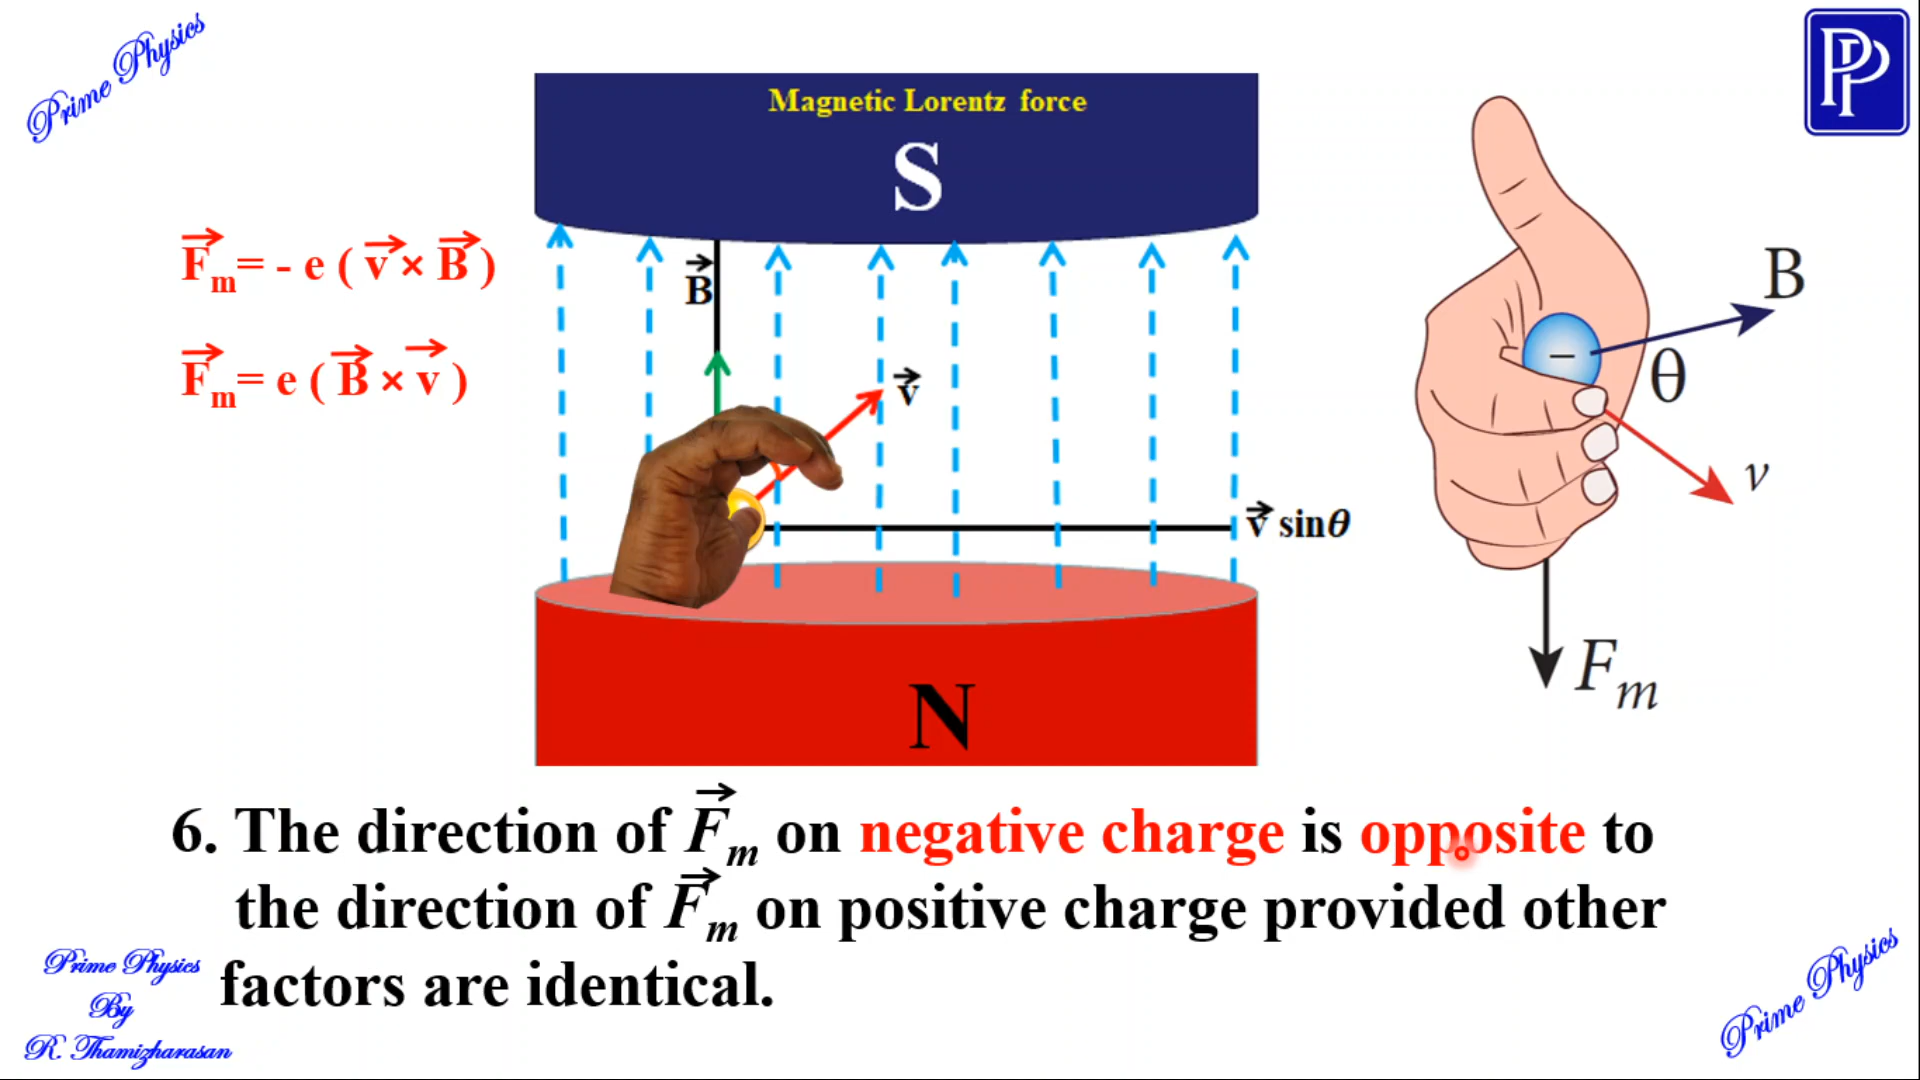 Prime Physics
PP
Magnetic Lorentz force
S
F⃗ₘ= - e ( v⃗ × B⃗ )
F⃗ₘ= e ( B⃗ × v⃗ )
B⃗
v⃗
v⃗ sinθ
N
B
−
θ
v
Fₘ
6. The direction of F⃗ₘ on negative charge is opposite to
the direction of F⃗ₘ on positive charge provided other
factors are identical.
Prime Physics
By
R. Thamizharasan
Prime Physics